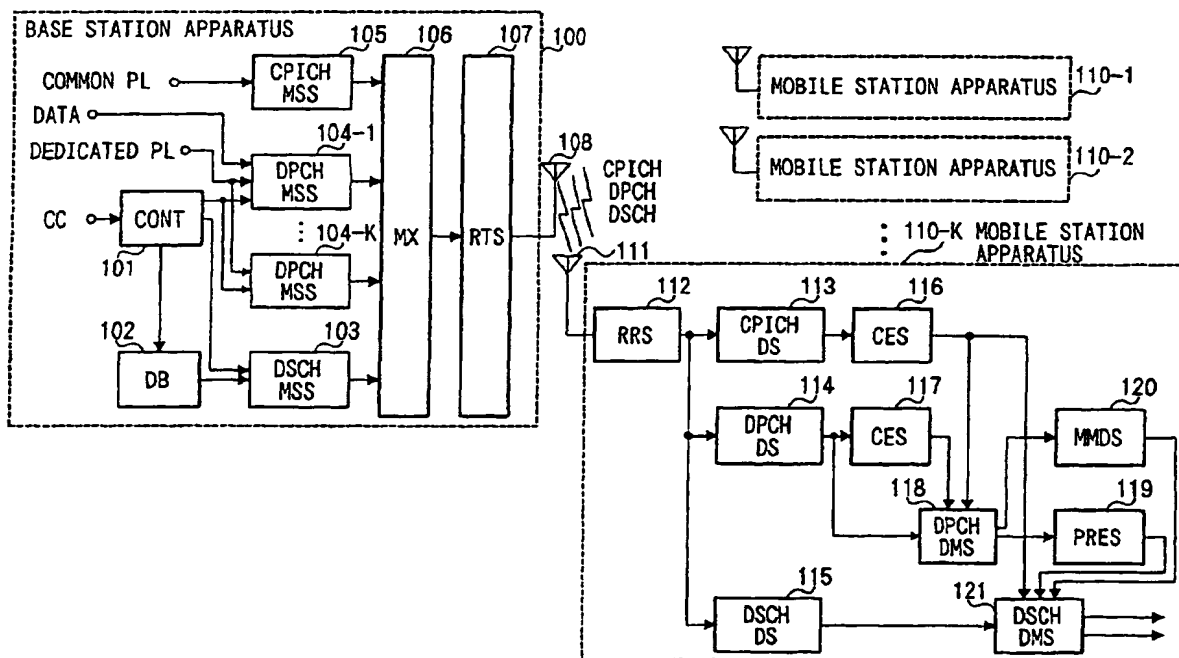 BASE STATION APPARATUS
105
106
107
100
COMMON PL
CPICH
MSS
DATA
104-1
DEDICATED PL
DPCH
MSS
CC
CONT
101
104-K
DPCH
MSS
MX
RTS
102
DB
103
DSCH
MSS
108
CPICH
DPCH
DSCH
111
MOBILE STATION APPARATUS
110-1
MOBILE STATION APPARATUS
110-2
110-K MOBILE STATION
APPARATUS
112
RRS
113
CPICH
DS
116
CES
114
DPCH
DS
117
CES
120
MMDS
118
DPCH
DMS
119
PRES
115
DSCH
DS
121
DSCH
DMS